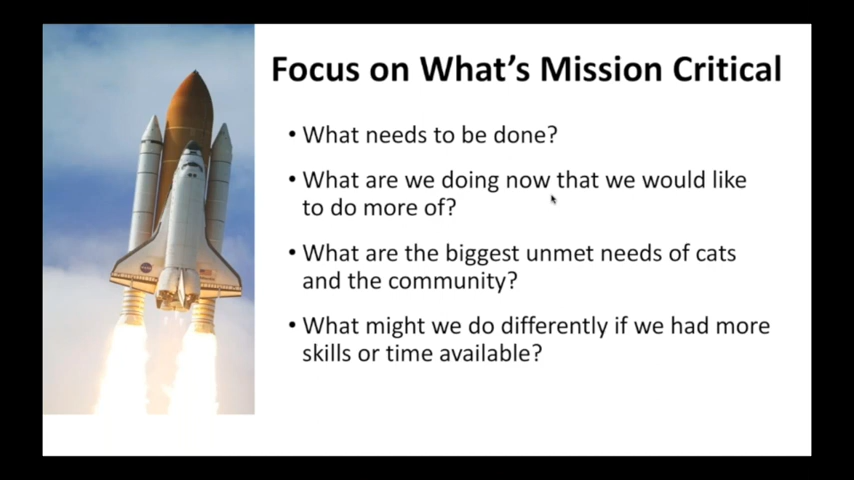 Focus on What's Mission Critical
• What needs to be done?
• What are we doing now that we would like
to do more of?
• What are the biggest unmet needs of cats
and the community?
• What might we do differently if we had more
skills or time available?